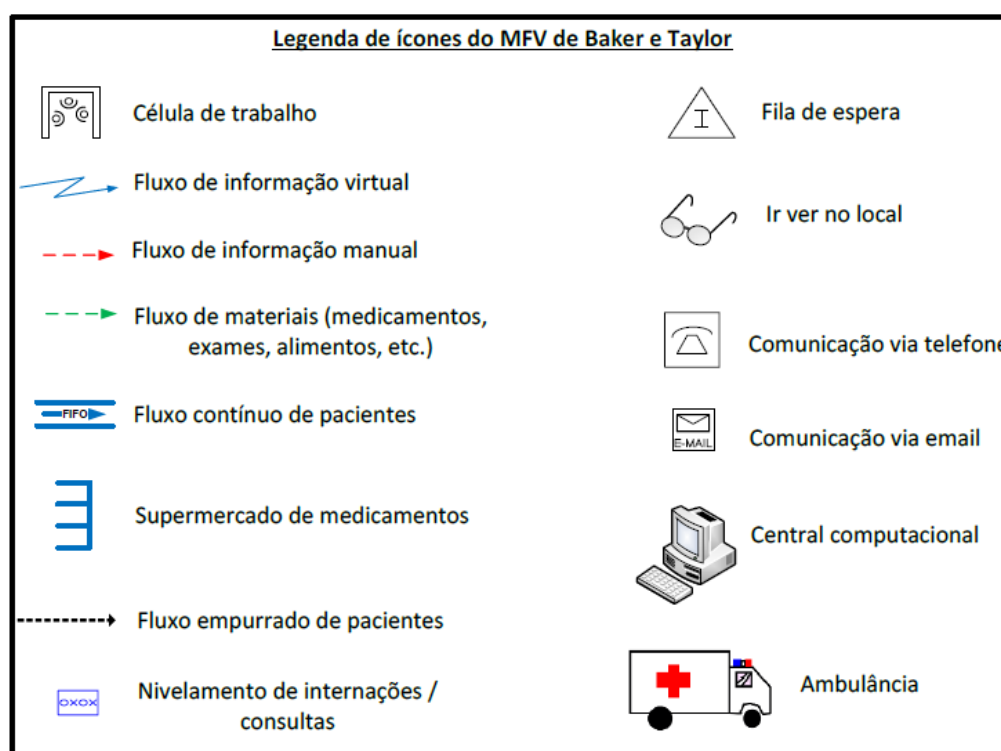 Legenda de ícones do MFV de Baker e Taylor
Célula de trabalho
Fluxo de informação virtual
Fluxo de informação manual
Fluxo de materiais (medicamentos,
exames, alimentos, etc.)
FIFO
Fluxo contínuo de pacientes
Supermercado de medicamentos
Fluxo empurrado de pacientes
OXOX
Nivelamento de internações /
consultas
I
Fila de espera
Ir ver no local
Comunicação via telefone
E-MAIL
Comunicação via email
Central computacional
Ambulância